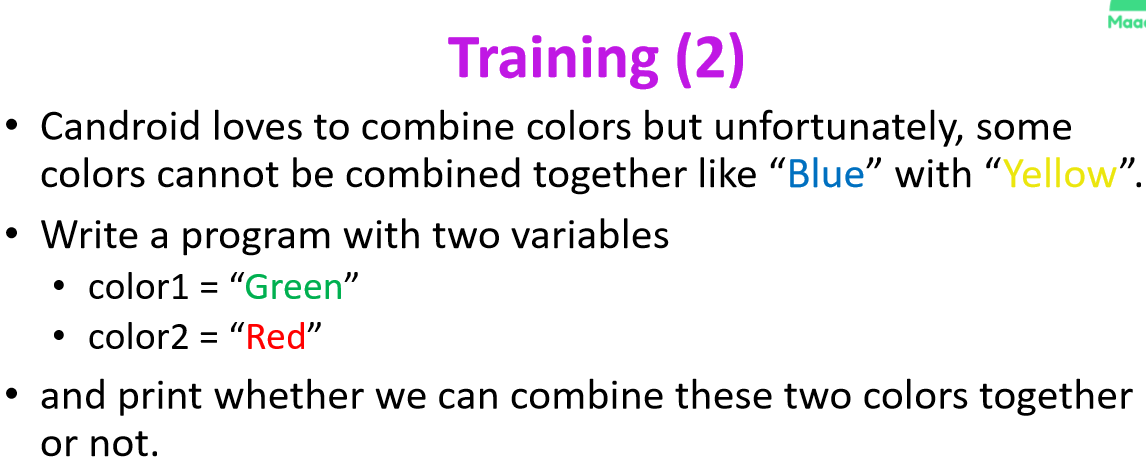 Training (2)
• Candroid loves to combine colors but unfortunately, some
colors cannot be combined together like “Blue” with “Yellow”.
• Write a program with two variables
• color1 = “Green”
• color2 = “Red”
• and print whether we can combine these two colors together
or not.